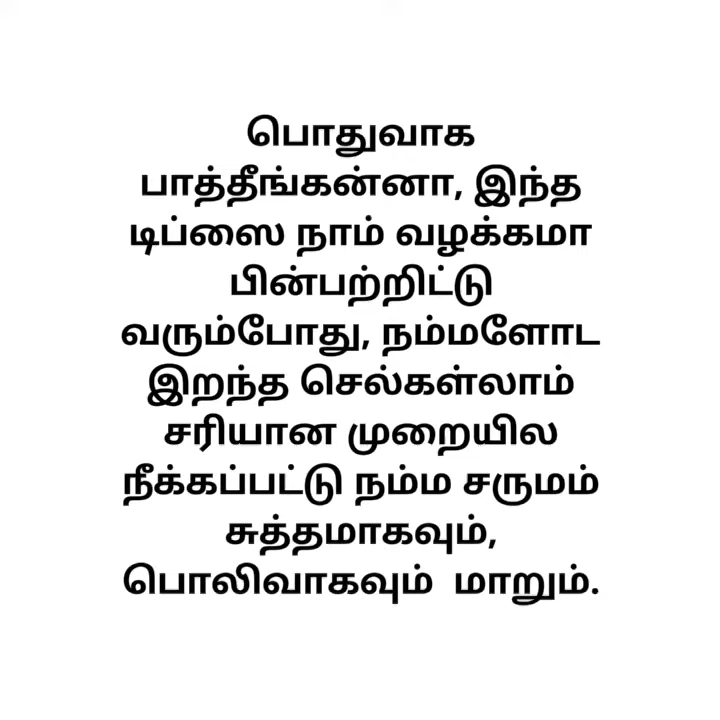 பொதுவாக
பாத்தீங்கன்னா, இந்த
டிப்ஸை நாம் வழக்கமா
பின்பற்றிட்டு
வரும்போது, நம்மளோட
இறந்த செல்கள்லாம்
சரியான முறையில
நீக்கப்பட்டு நம்ம சருமம்
சுத்தமாகவும்,
பொலிவாகவும் மாறும்.